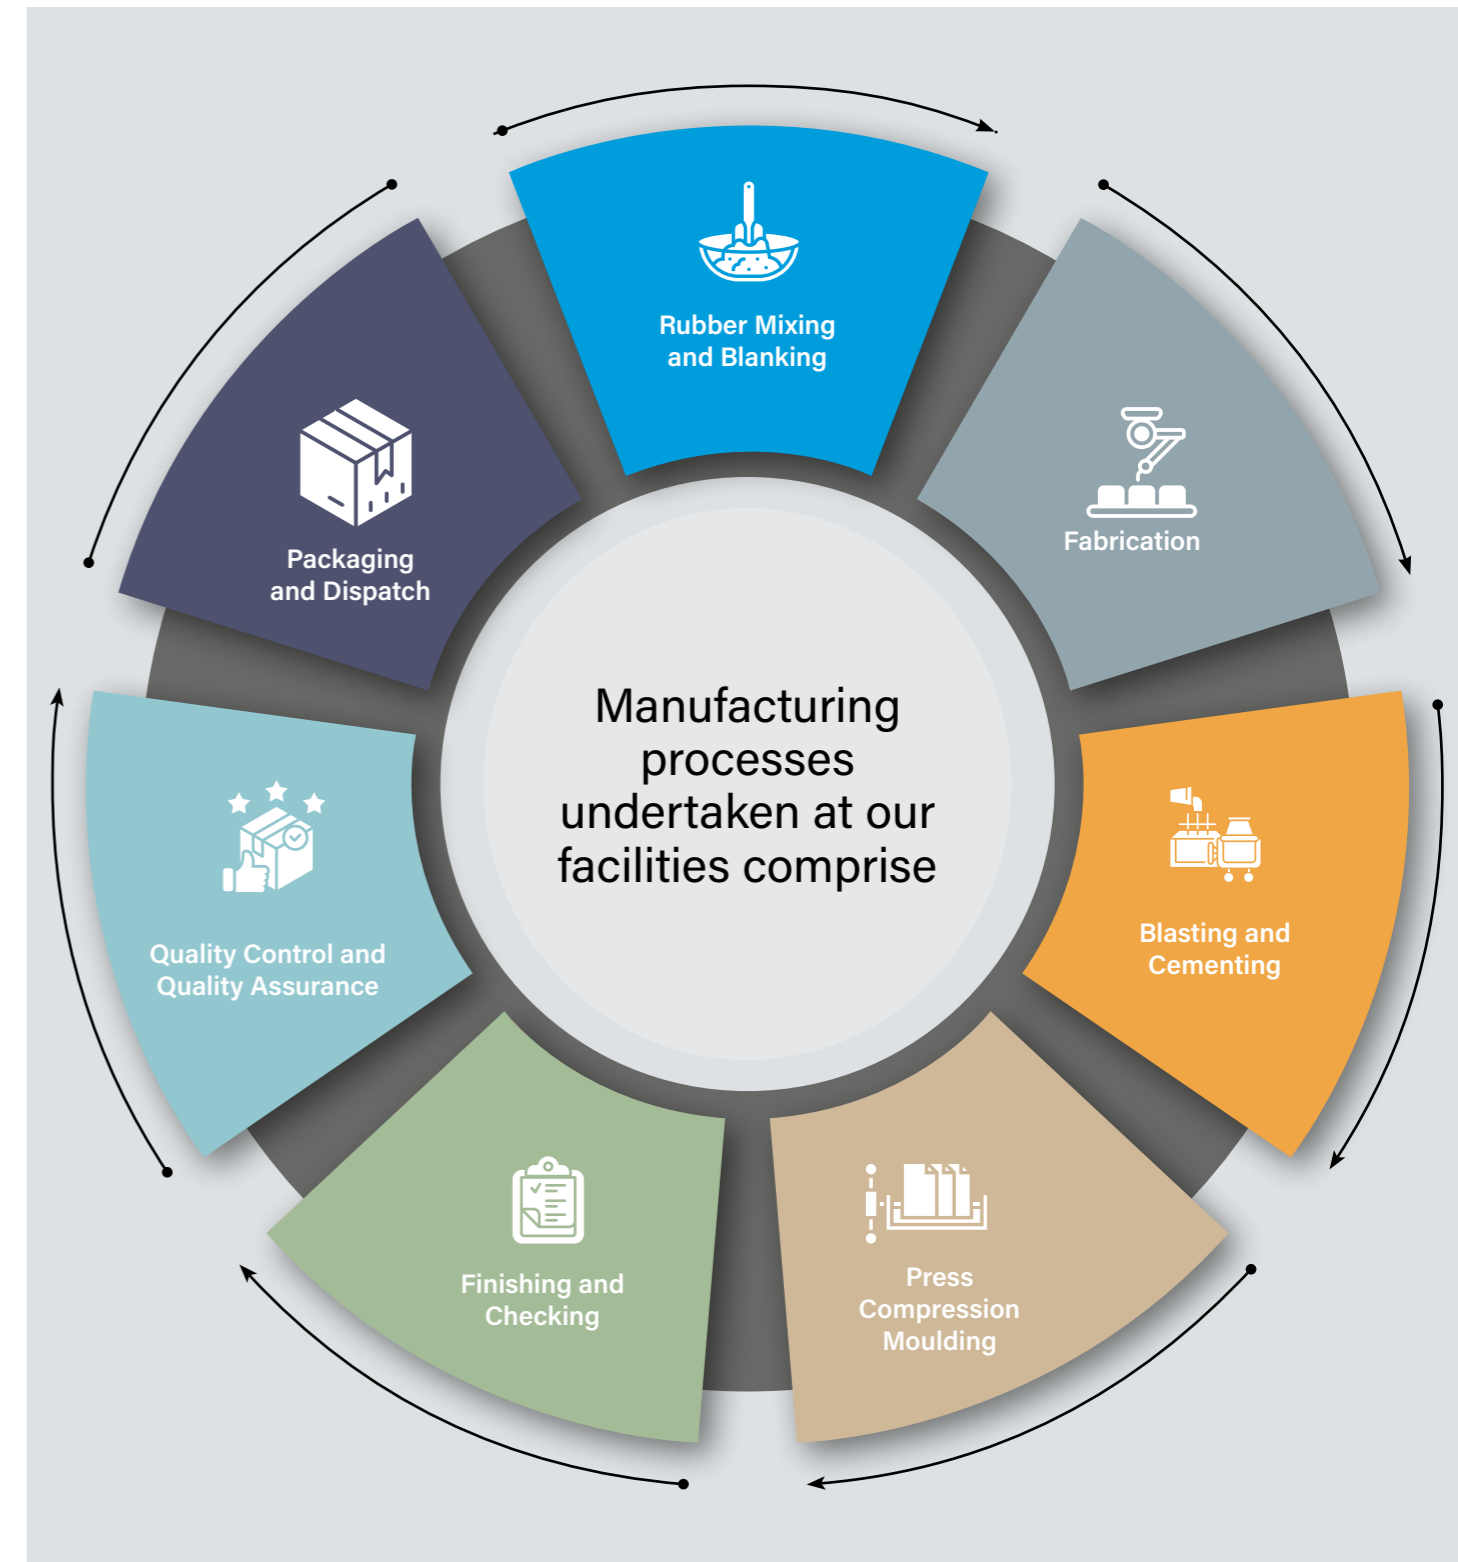 Rubber Mixing
and Blanking
Fabrication
Blasting and
Cementing
Press
Compression
Moulding
Finishing and
Checking
Quality Control and
Quality Assurance
Packaging
and Dispatch
Manufacturing
processes
undertaken at our
facilities comprise